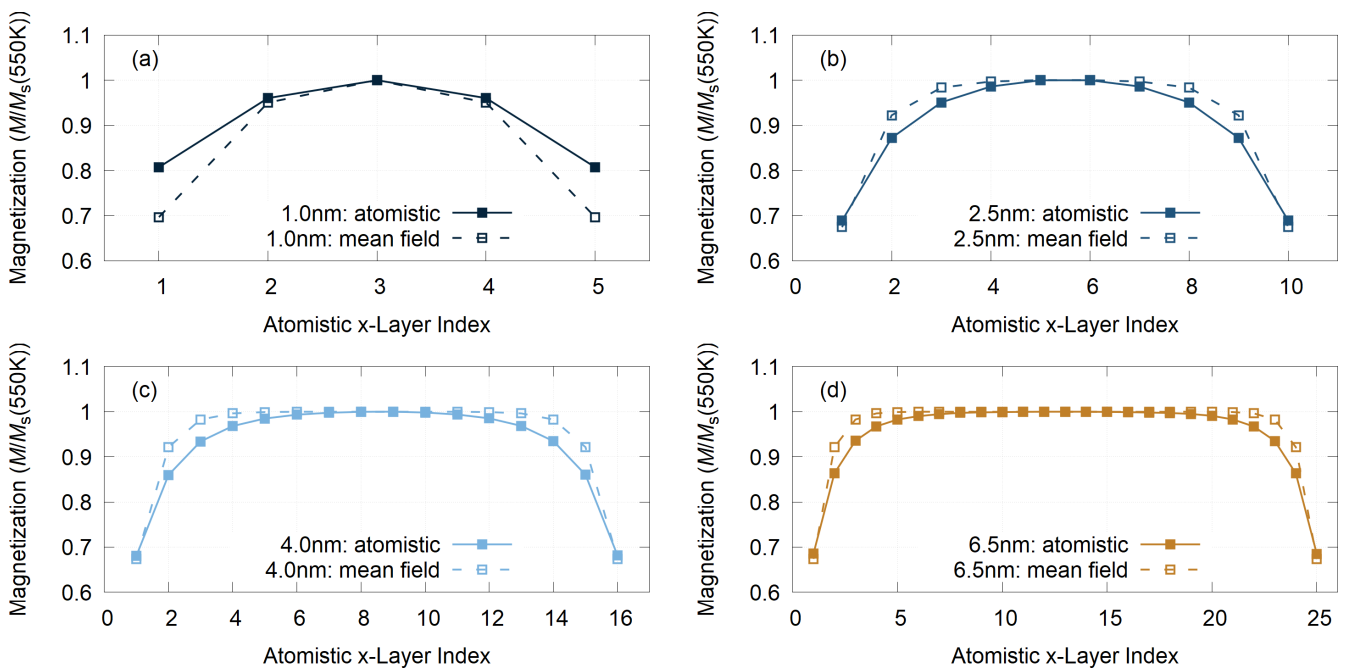 (a)
Magnetization (M/Ms(550K))
1.1
1
0.9
0.8
0.7
0.6
1.0nm: atomistic
1.0nm: mean field
1 2 3 4 5
Atomistic x-Layer Index
(b)
Magnetization (M/Ms(550K))
1.1
1
0.9
0.8
0.7
0.6
2.5nm: atomistic
2.5nm: mean field
0 2 4 6 8 10
Atomistic x-Layer Index
(c)
Magnetization (M/Ms(550K))
1.1
1
0.9
0.8
0.7
0.6
4.0nm: atomistic
4.0nm: mean field
0 2 4 6 8 10 12 14 16
Atomistic x-Layer Index
(d)
Magnetization (M/Ms(550K))
1.1
1
0.9
0.8
0.7
0.6
6.5nm: atomistic
6.5nm: mean field
0 5 10 15 20 25
Atomistic x-Layer Index